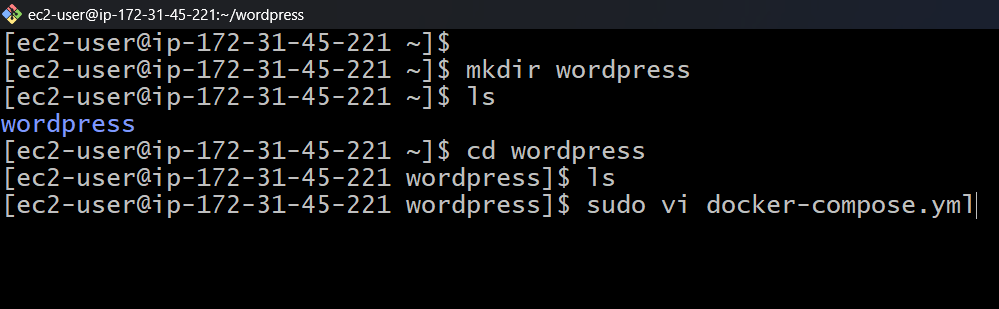 ec2-user@ip-172-31-45-221:~/wordpress
[ec2-user@ip-172-31-45-221 ~]$
[ec2-user@ip-172-31-45-221 ~]$ mkdir wordpress
[ec2-user@ip-172-31-45-221 ~]$ ls
wordpress
[ec2-user@ip-172-31-45-221 ~]$ cd wordpress
[ec2-user@ip-172-31-45-221 wordpress]$ ls
[ec2-user@ip-172-31-45-221 wordpress]$ sudo vi docker-compose.yml